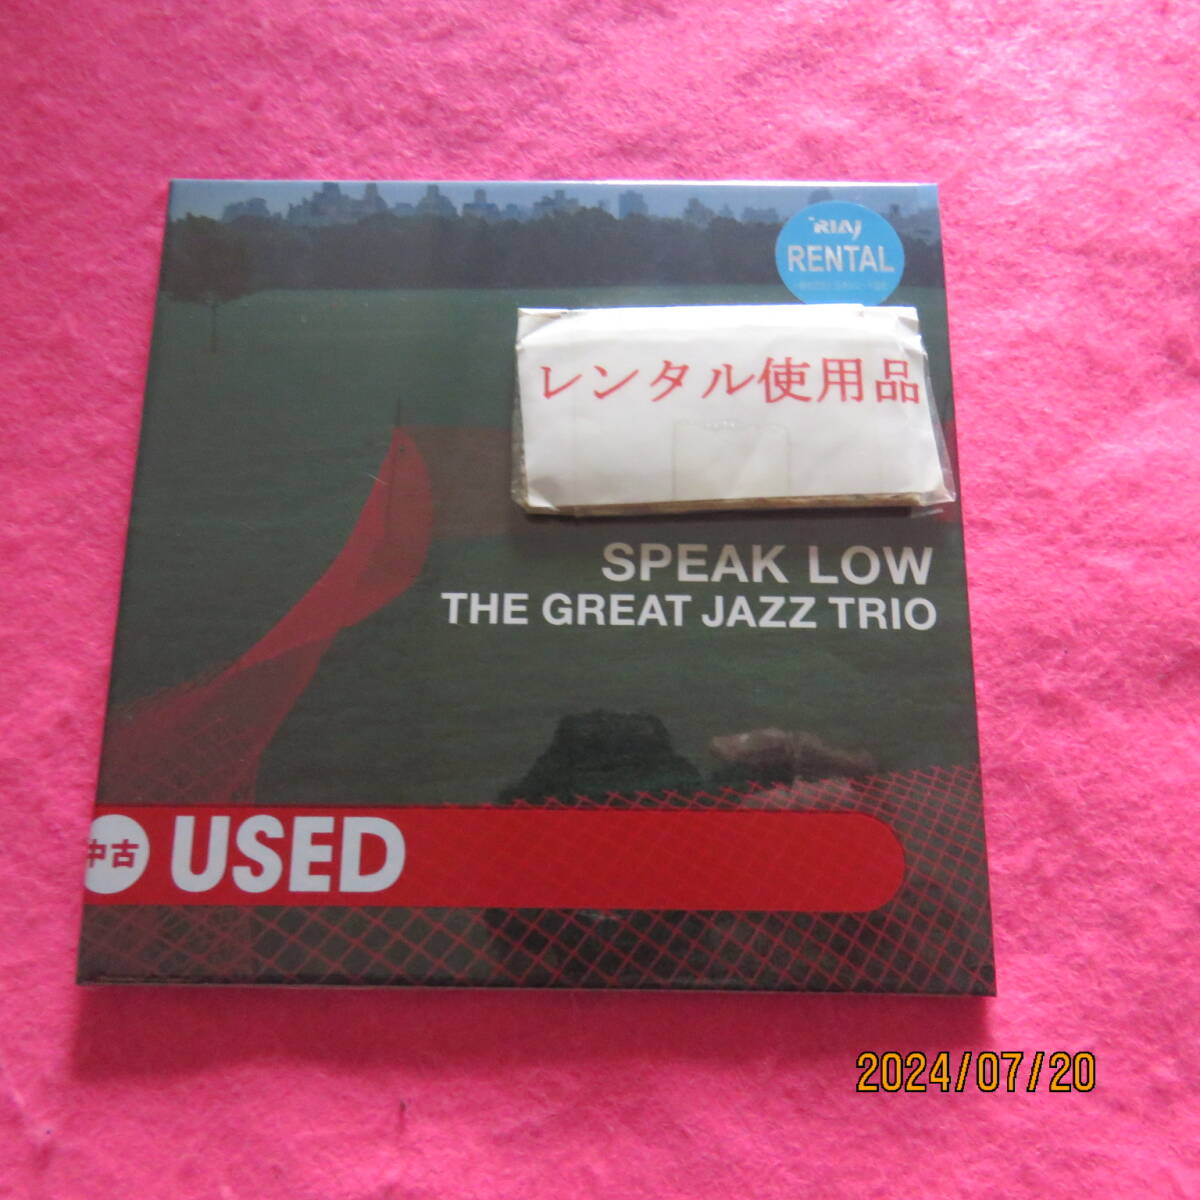 RIAJ
RENTAL
レンタル使用品
SPEAK LOW
THE GREAT JAZZ TRIO
中古 USED
2024/07/20